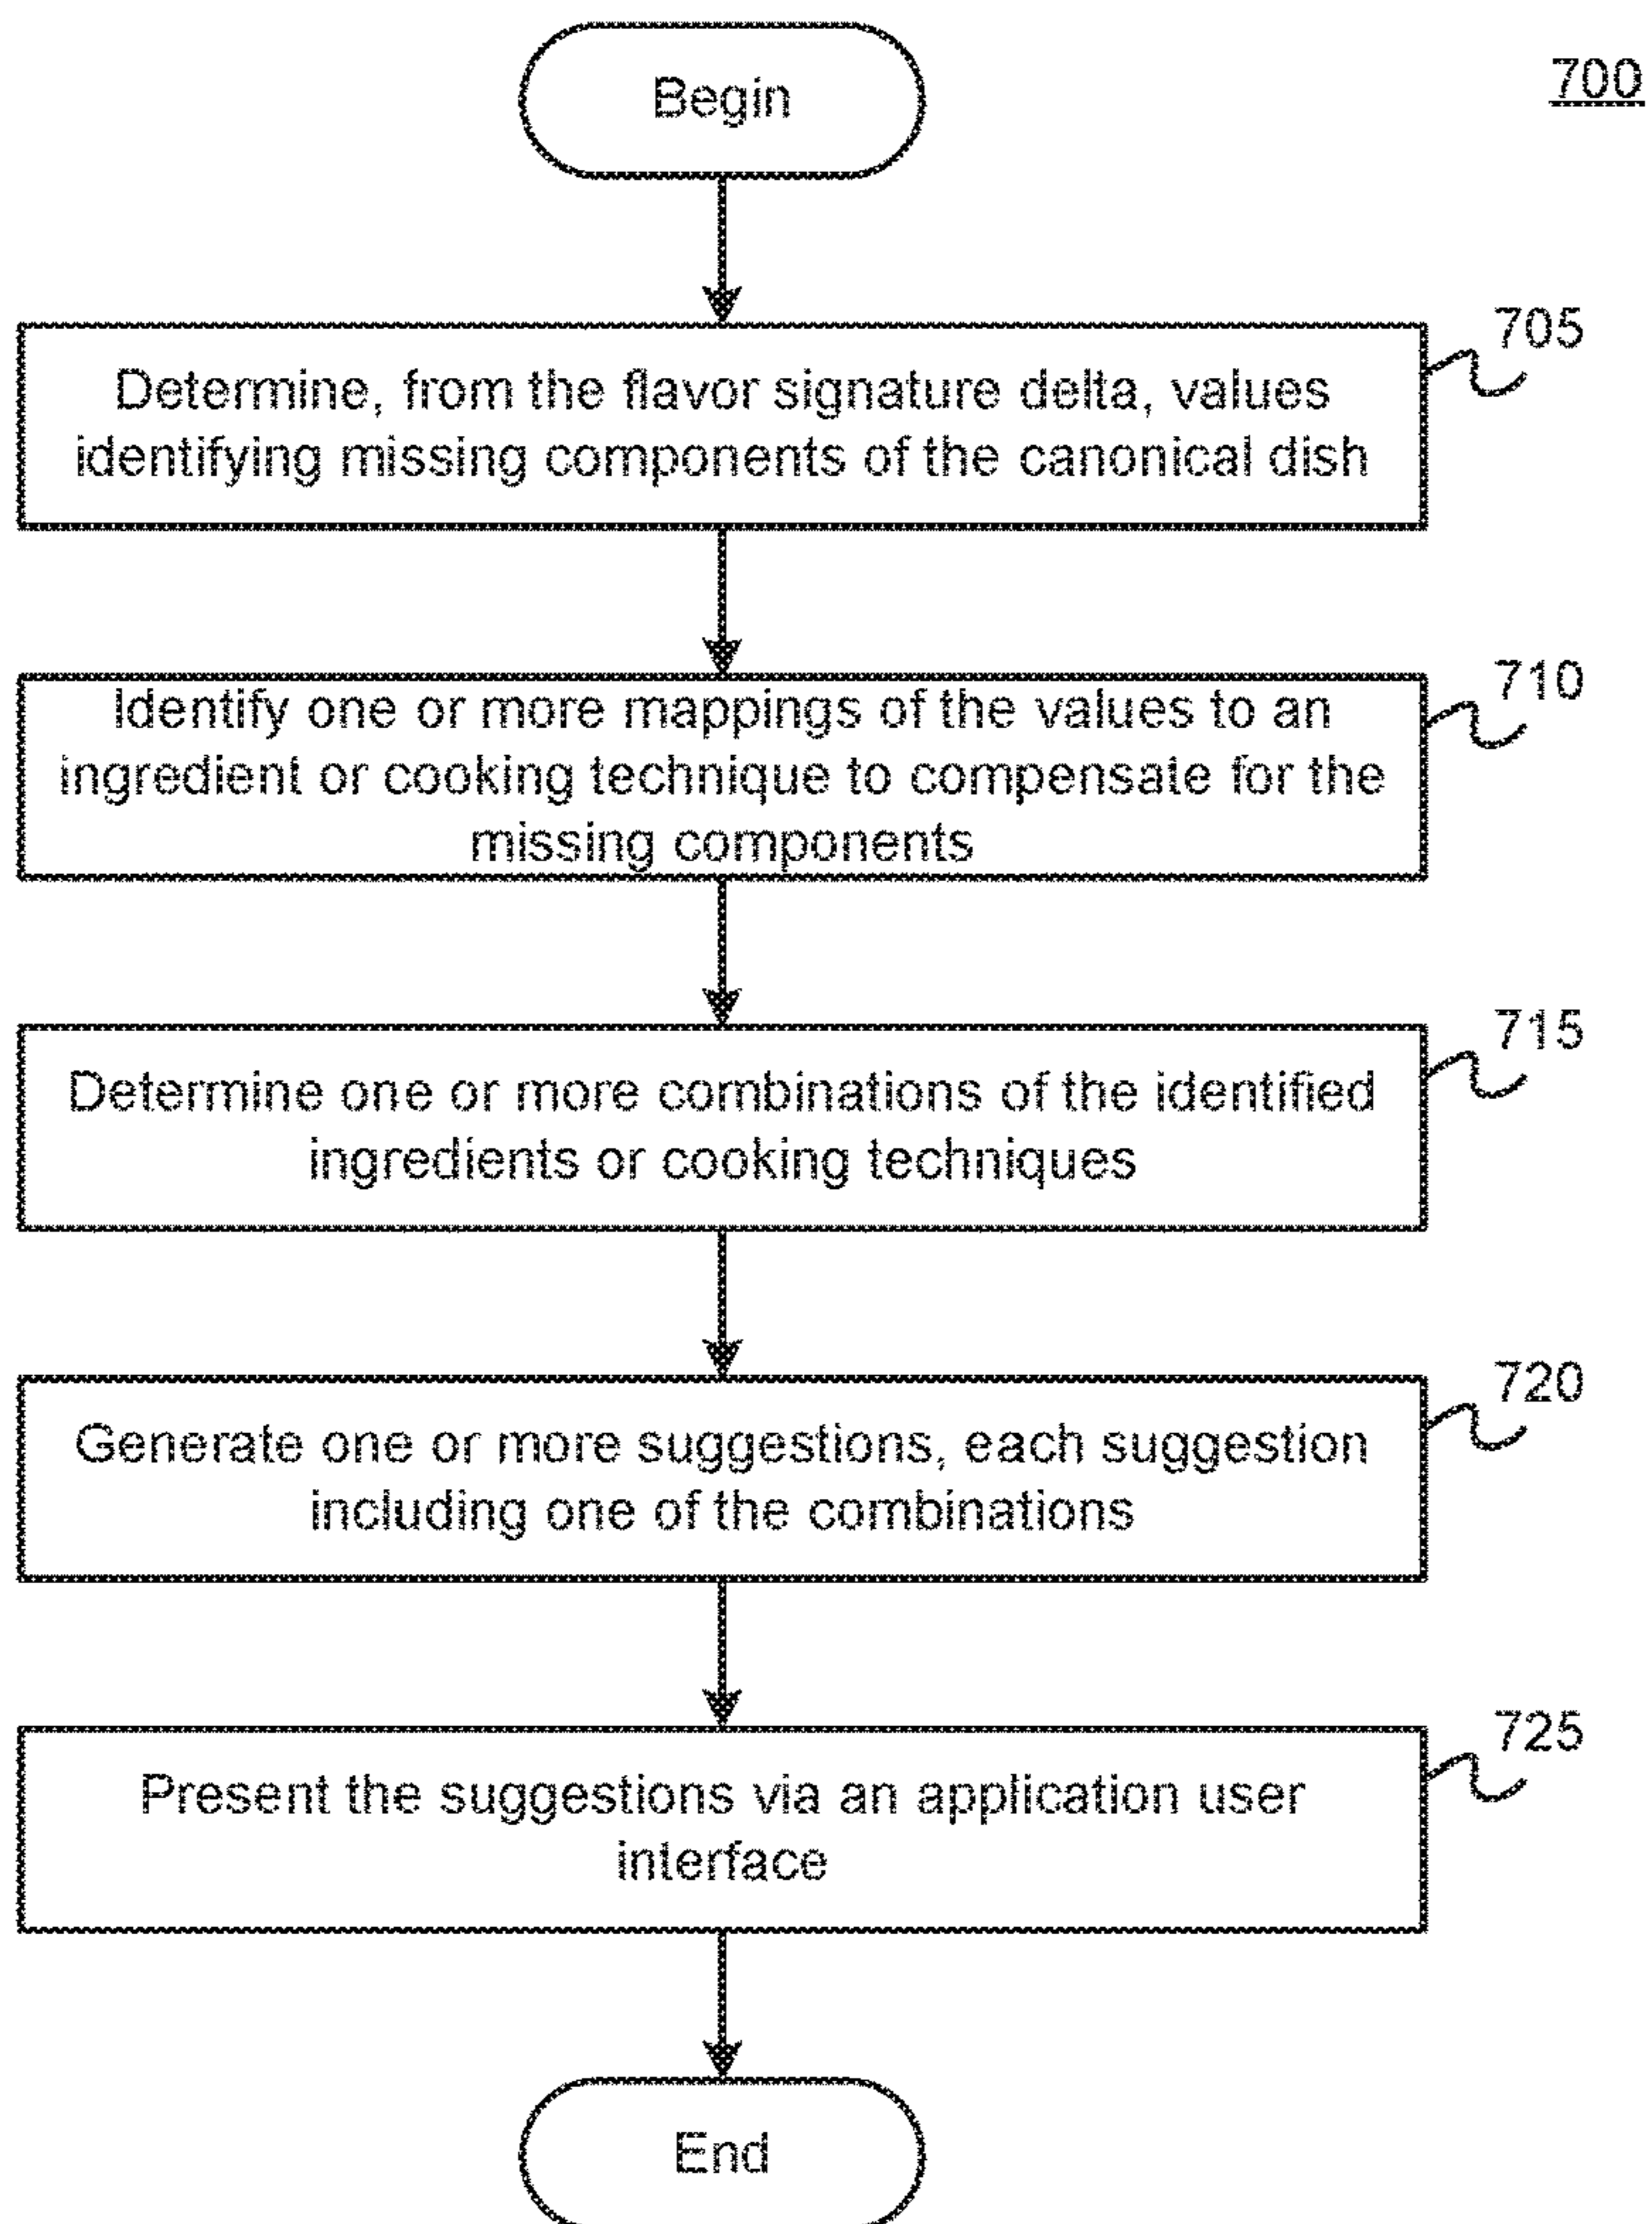 Begin
700
705
Determine, from the flavor signature delta, values
identifying missing components of the canonical dish
710
Identify one or more mappings of the values to an
ingredient or cooking technique to compensate for the
missing components
715
Determine one or more combinations of the identified
ingredients or cooking techniques
720
Generate one or more suggestions, each suggestion
including one of the combinations
725
Present the suggestions via an application user
interface
End